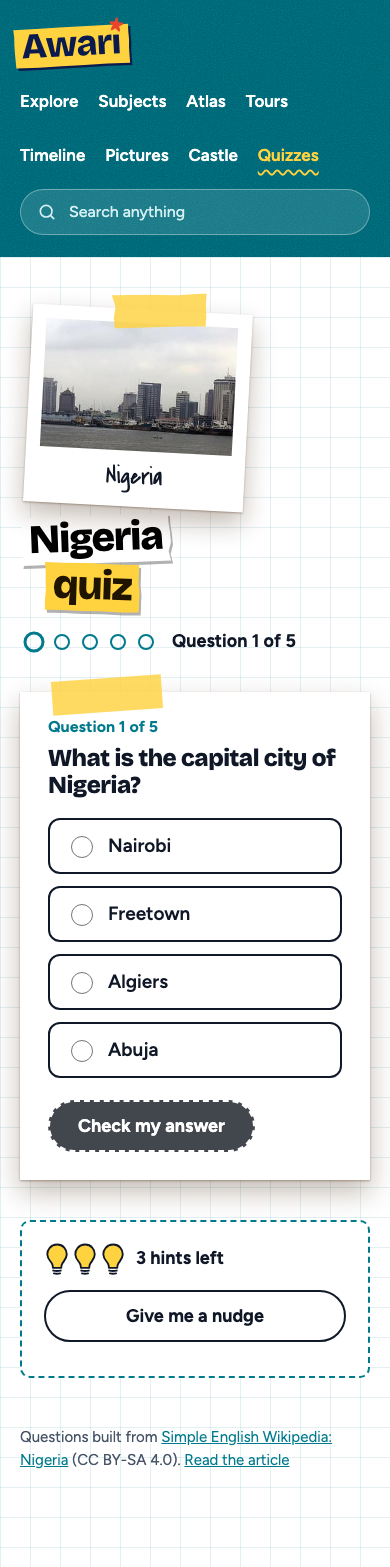 Awari
Explore Subjects Atlas Tours
Timeline Pictures Castle Quizzes
Search anything
Nigeria
Nigeria
quiz
Question 1 of 5
Question 1 of 5
What is the capital city of
Nigeria?
Nairobi
Freetown
Algiers
Abuja
Check my answer
3 hints left
Give me a nudge
Questions built from Simple English Wikipedia:
Nigeria (CC BY-SA 4.0). Read the article